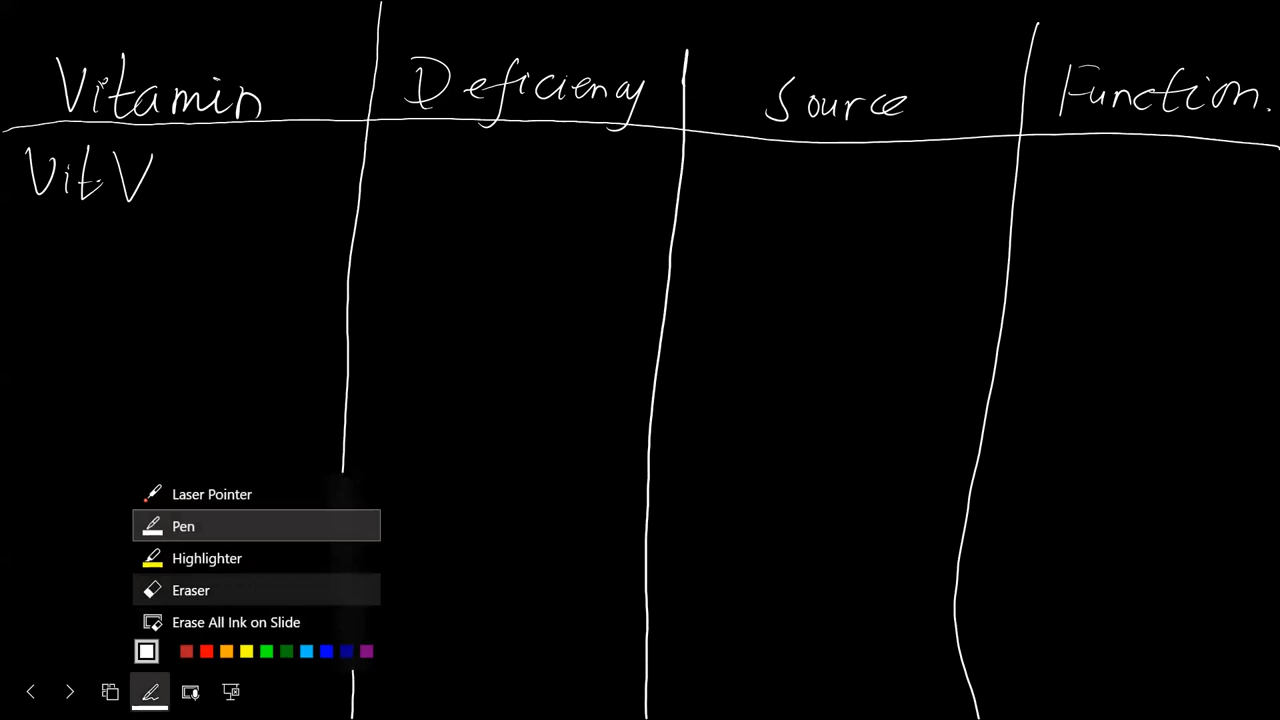 Vitamin Deficiency Source Function.
Vit. V
Laser Pointer
Pen
Highlighter
Eraser
Erase All Ink on Slide